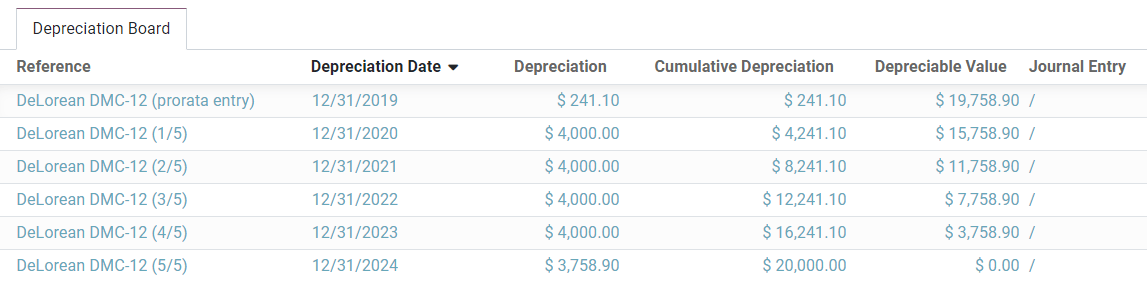 Depreciation Board
Reference Depreciation Date Depreciation Cumulative Depreciation Depreciable Value Journal Entry
DeLorean DMC-12 (prorata entry) 12/31/2019 $ 241.10 $ 241.10 $ 19,758.90 /
DeLorean DMC-12 (1/5) 12/31/2020 $ 4,000.00 $ 4,241.10 $ 15,758.90 /
DeLorean DMC-12 (2/5) 12/31/2021 $ 4,000.00 $ 8,241.10 $ 11,758.90 /
DeLorean DMC-12 (3/5) 12/31/2022 $ 4,000.00 $ 12,241.10 $ 7,758.90 /
DeLorean DMC-12 (4/5) 12/31/2023 $ 4,000.00 $ 16,241.10 $ 3,758.90 /
DeLorean DMC-12 (5/5) 12/31/2024 $ 3,758.90 $ 20,000.00 $ 0.00 /